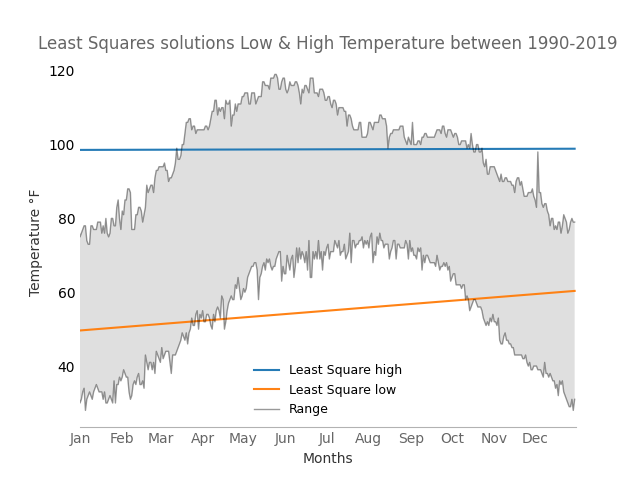 Least Squares solutions Low & High Temperature between 1990-2019
120
100
80
60
40
Temperature °F
Least Square high
Least Square low
Range
Jan Feb Mar Apr May Jun Jul Aug Sep Oct Nov Dec
Months